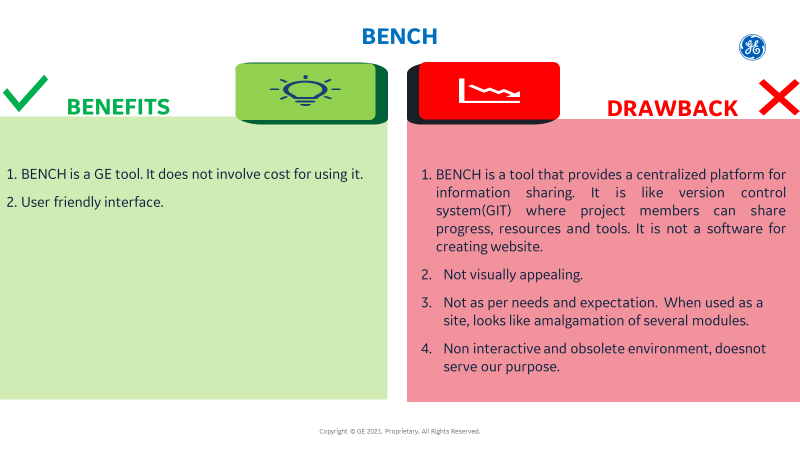 BENCH
BENEFITS
1. BENCH is a GE tool. It does not involve cost for using it.
2. User friendly interface.
DRAWBACK
1. BENCH is a tool that provides a centralized platform for
information sharing. It is like version control
system(GIT) where project members can share
progress, resources and tools. It is not a software for
creating website.
2. Not visually appealing.
3. Not as per needs and expectation. When used as a
site, looks like amalgamation of several modules.
4. Non interactive and obsolete environment, doesnot
serve our purpose.
Copyright © GE 2021. Proprietary. All Rights Reserved.